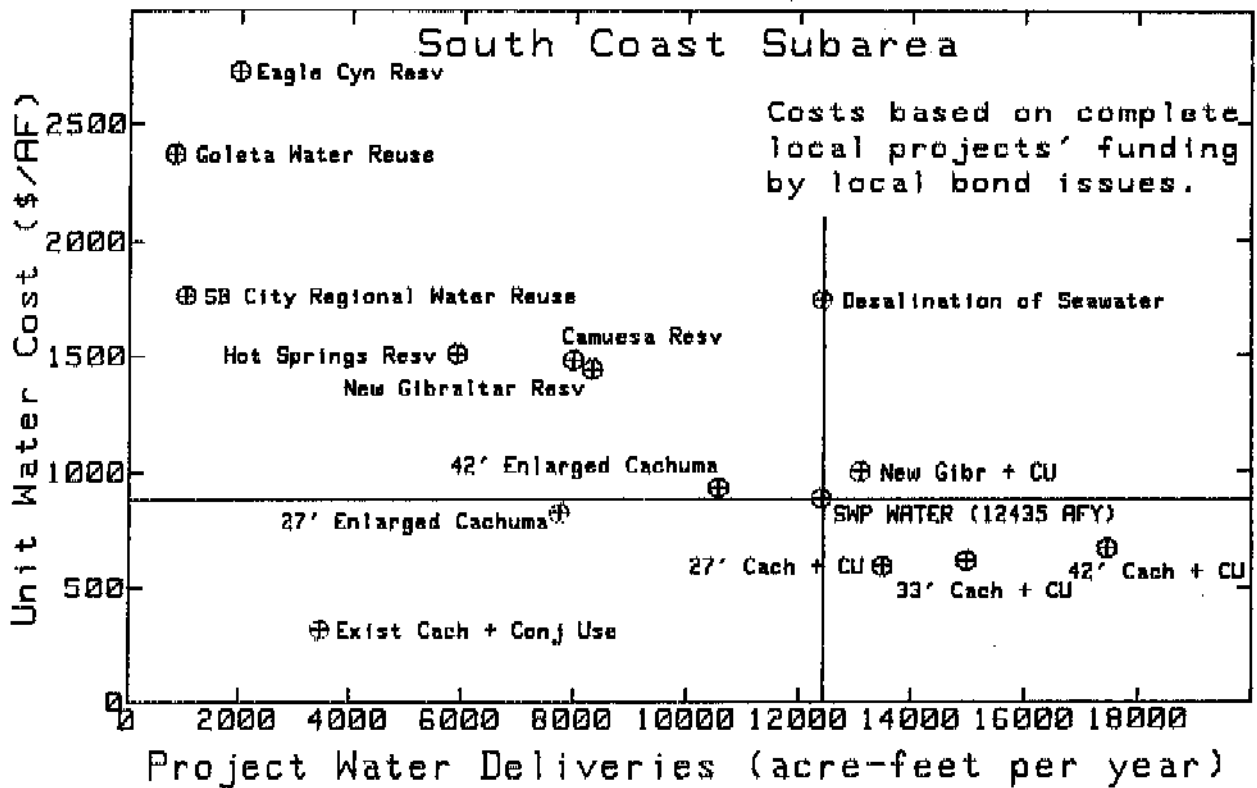 South Coast Subarea
Eagle Cyn Resv
Costs based on complete
local projects' funding
by local bond issues.
Goleta Water Reuse
SB City Regional Water Reuse
Desalination of Seawater
Camuesa Resv
Hot Springs Resv
New Gibraltar Resv
42' Enlarged Cachuma
New Gibr + CU
SWP WATER (12435 AFY)
27' Enlarged Cachuma
27' Cach + CU
42' Cach + CU
33' Cach + CU
Exist Cach + Conj Use
Unit Water Cost ($/AF)
2500
2000
1500
1000
500
0
0 2000 4000 6000 8000 10000 12000 14000 16000 18000
Project Water Deliveries (acre-feet per year)